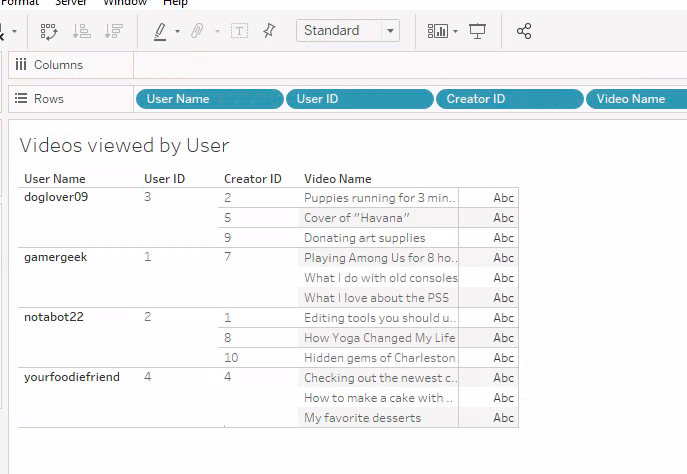 Format Server Window Help
Standard
Columns
Rows User Name User ID Creator ID Video Name
Videos viewed by User
User Name User ID Creator ID Video Name
doglover09 3 2 Puppies running for 3 min.. Abc
5 Cover of "Havana" Abc
9 Donating art supplies Abc
gamergeek 1 7 Playing Among Us for 8 ho.. Abc
What I do with old consoles Abc
What I love about the PS5 Abc
notabot22 2 1 Editing tools you should u.. Abc
8 How Yoga Changed My Life Abc
10 Hidden gems of Charleston Abc
yourfoodiefriend 4 4 Checking out the newest c.. Abc
How to make a cake with .. Abc
My favorite desserts Abc